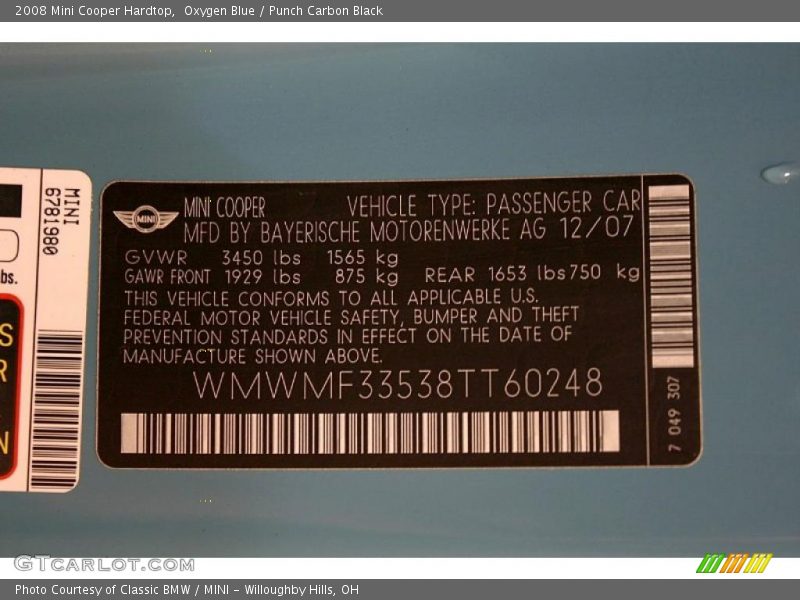 2008 Mini Cooper Hardtop,  Oxygen Blue / Punch Carbon Black
MINI
6781980
bs.
S
R
N
MINI
MINI COOPER VEHICLE TYPE: PASSENGER CAR
MFD BY BAYERISCHE MOTORENWERKE AG 12/07
GVWR 3450 lbs 1565 kg
GAWR FRONT 1929 lbs 875 kg REAR 1653 lbs 750 kg
THIS VEHICLE CONFORMS TO ALL APPLICABLE U.S.
FEDERAL MOTOR VEHICLE SAFETY, BUMPER AND THEFT
PREVENTION STANDARDS IN EFFECT ON THE DATE OF
MANUFACTURE SHOWN ABOVE.
WMWMF33538TT60248
7 049 307
GTCARLOT.COM
Photo Courtesy of Classic BMW / MINI - Willoughby Hills, OH